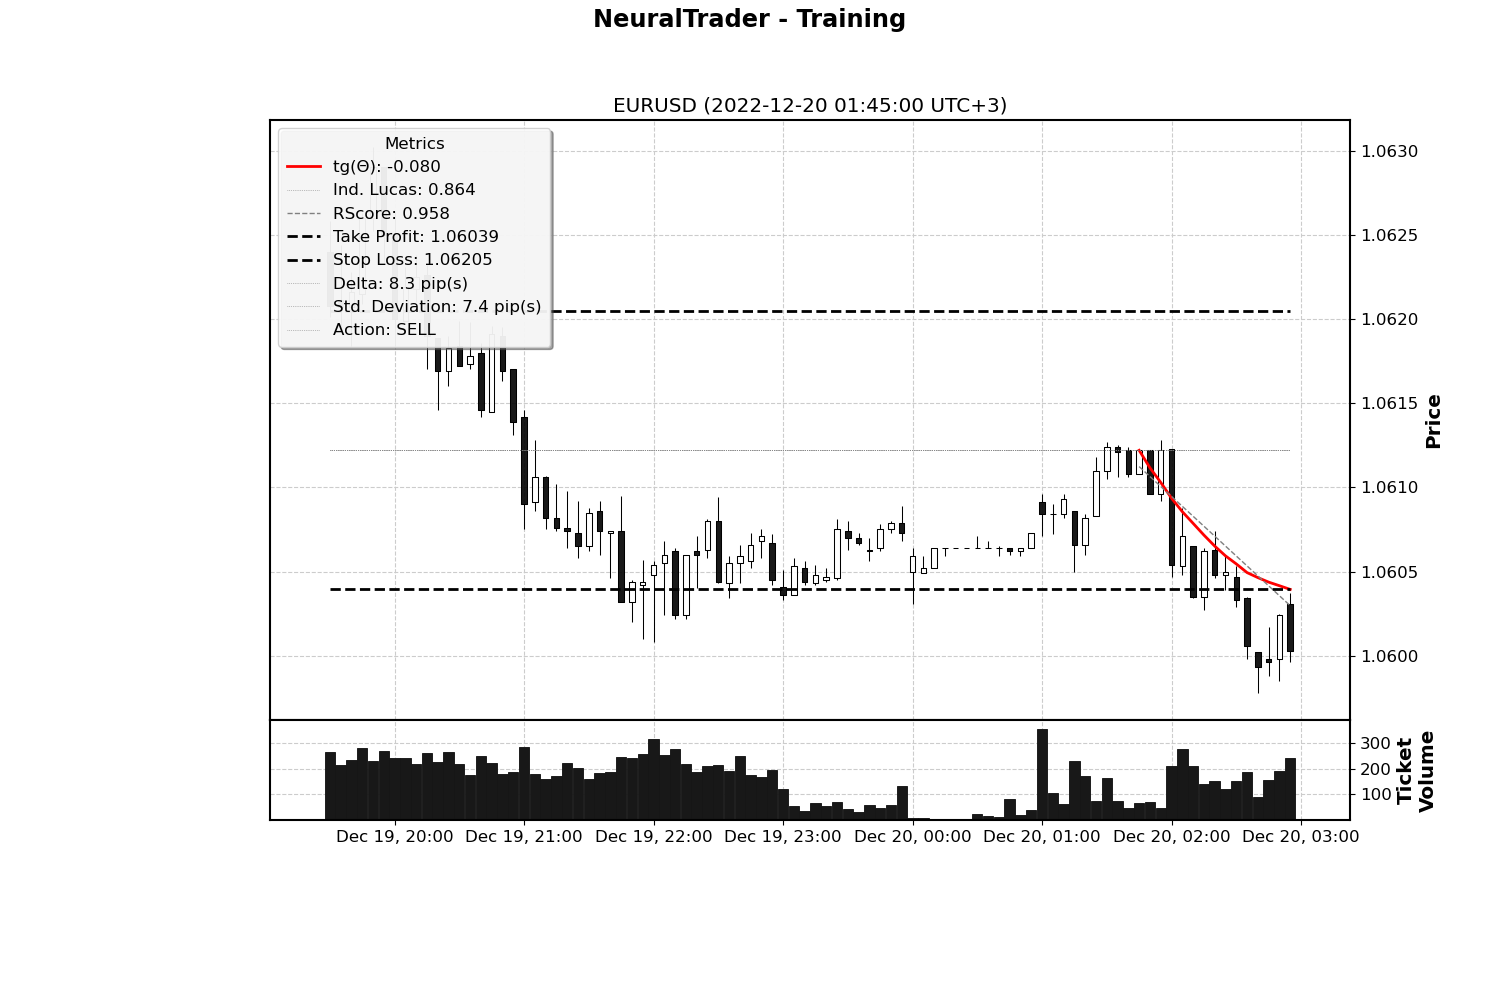 NeuralTrader - Training
EURUSD (2022-12-20 01:45:00 UTC+3)
Metrics
tg(Θ): -0.080
Ind. Lucas: 0.864
RScore: 0.958
Take Profit: 1.06039
Stop Loss: 1.06205
Delta: 8.3 pip(s)
Std. Deviation: 7.4 pip(s)
Action: SELL
1.0630
1.0625
1.0620
1.0615
1.0610
1.0605
1.0600
Price
300
200
100
Ticket
Volume
Dec 19, 20:00
Dec 19, 21:00
Dec 19, 22:00
Dec 19, 23:00
Dec 20, 00:00
Dec 20, 01:00
Dec 20, 02:00
Dec 20, 03:00